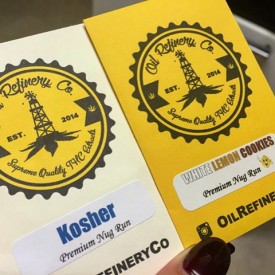 Refinery Co.
EST. 2014
Supreme Quality THC Extracts
Kosher
Premium Nug Run
REFINERYCO
Oil Refinery Co.
EST. 2014
Supreme Quality THC Extracts
WHITE LEMON COOKIES
Premium Nug Run
OILREFINE